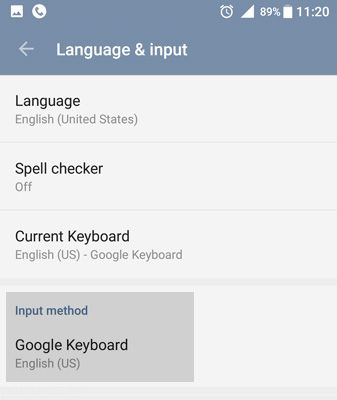 89% 11:20
Language & input
Language
English (United States)
Spell checker
Off
Current Keyboard
English (US) - Google Keyboard
Input method
Google Keyboard
English (US)